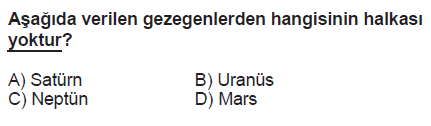 Aşağıda verilen gezegenlerden hangisinin halkası
yoktur?
A) Satürn B) Uranüs
C) Neptün D) Mars